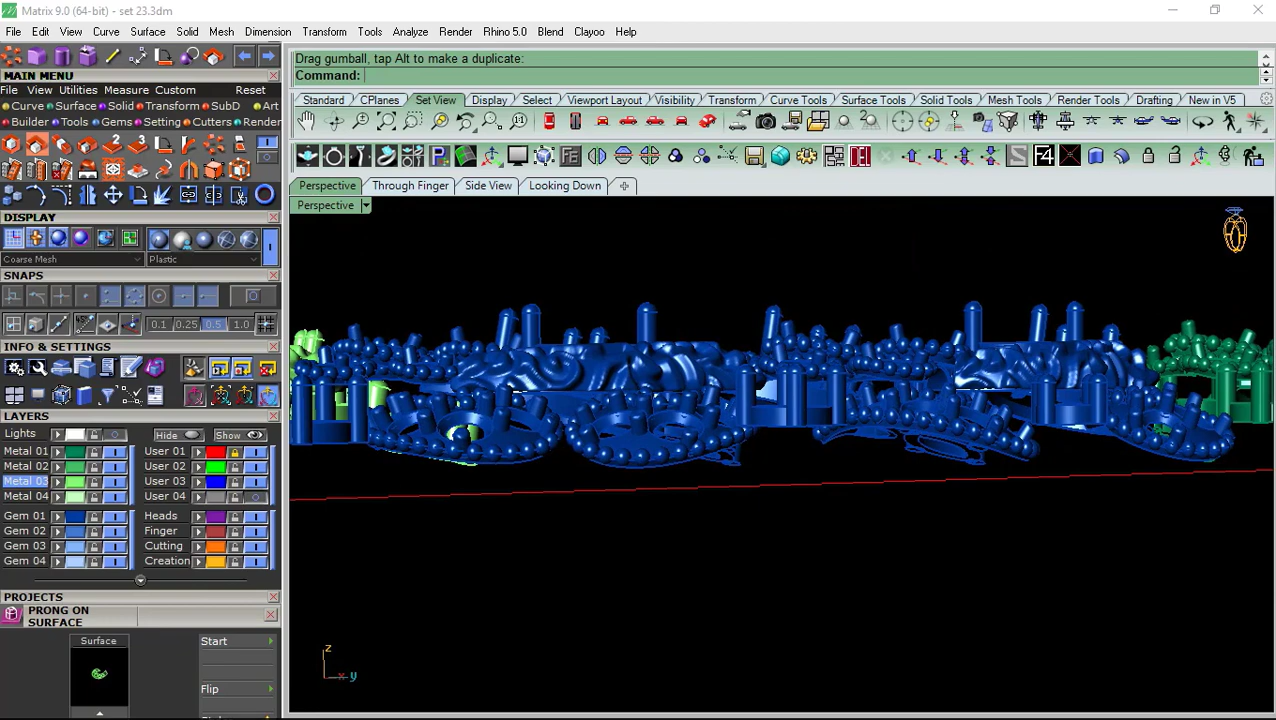 Matrix 9.0 (64-bit) - set 23.3dm
File Edit View Curve Surface Solid Mesh Dimension Transform Tools Analyze Render Rhino 5.0 Blend Clayoo Help
Drag gumball, tap Alt to make a duplicate:
Command:
MAIN MENU
File View Utilities Measure Custom Reset
Curve Surface Solid Transform SubD Art
Builder Tools Gems Setting Cutters Render
Standard CPlanes Set View Display Select Viewport Layout Visibility Transform Curve Tools Surface Tools Solid Tools Mesh Tools Render Tools Drafting New in V5
Perspective Through Finger Side View Looking Down
Perspective
DISPLAY
Coarse Mesh Plastic
SNAPS
0.1 0.25 0.5 1.0
INFO & SETTINGS
LAYERS
Lights Hide Show
Metal 01 User 01
Metal 02 User 02
Metal 03 User 03
Metal 04 User 04
Gem 01 Heads
Gem 02 Finger
Gem 03 Cutting
Gem 04 Creation
PROJECTS
PRONG ON
SURFACE
Surface Start
Flip
z
x y